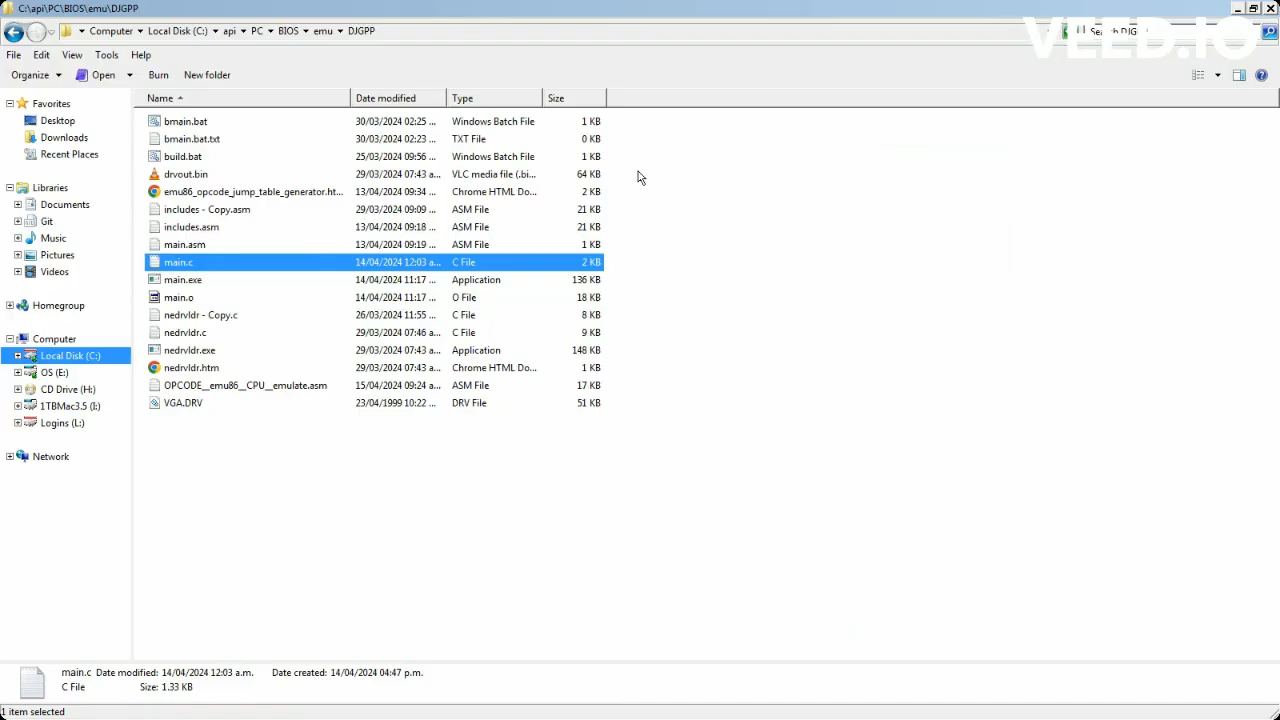 C:\api\PC\BIOS\emu\DJGPP
Computer Local Disk (C:) api PC BIOS emu DJGPP Search
VEED.IO
File Edit View Tools Help
Organize Open Burn New folder
Name Date modified Type Size
Favorites
Desktop
Downloads
Recent Places
Libraries
Documents
Git
Music
Pictures
Videos
Homegroup
Computer
Local Disk (C:)
OS (E:)
CD Drive (H:)
1TBMac3.5 (I:)
Logins (L:)
Network
bmain.bat 30/03/2024 02:25 ... Windows Batch File 1 KB
bmain.bat.txt 30/03/2024 02:23 ... TXT File 0 KB
build.bat 25/03/2024 09:56 ... Windows Batch File 1 KB
drvout.bin 29/03/2024 07:43 a... VLC media file (.bi... 64 KB
emu86_opcode_jump_table_generator.ht... 13/04/2024 09:34 ... Chrome HTML Do... 2 KB
includes - Copy.asm 29/03/2024 09:09 ... ASM File 21 KB
includes.asm 13/04/2024 09:18 ... ASM File 21 KB
main.asm 13/04/2024 09:19 ... ASM File 1 KB
main.c 14/04/2024 12:03 a... C File 2 KB
main.exe 14/04/2024 11:17 ... Application 136 KB
main.o 14/04/2024 11:17 ... O File 18 KB
nedrvldr - Copy.c 26/03/2024 11:55 ... C File 8 KB
nedrvldr.c 29/03/2024 07:46 a... C File 9 KB
nedrvldr.exe 29/03/2024 07:43 a... Application 148 KB
nedrvldr.htm 29/03/2024 07:43 a... Chrome HTML Do... 1 KB
OPCODE__emu86__CPU__emulate.asm 15/04/2024 09:24 a... ASM File 17 KB
VGA.DRV 23/04/1999 10:22 ... DRV File 51 KB
main.c Date modified: 14/04/2024 12:03 a.m. Date created: 14/04/2024 04:47 p.m.
C File Size: 1.33 KB
1 item selected